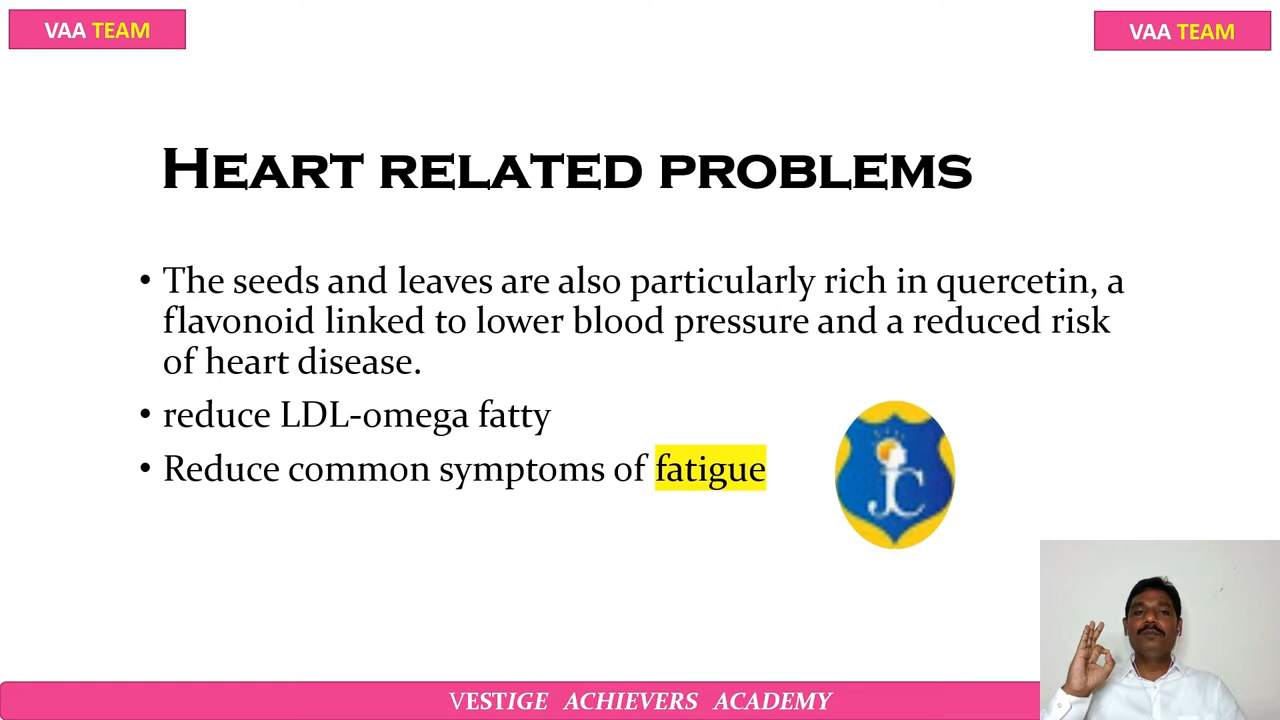 VAA TEAM
VAA TEAM
HEART RELATED PROBLEMS
• The seeds and leaves are also particularly rich in quercetin, a
flavonoid linked to lower blood pressure and a reduced risk
of heart disease.
• reduce LDL-omega fatty
• Reduce common symptoms of fatigue
JC
VESTIGE ACHIEVERS ACADEMY